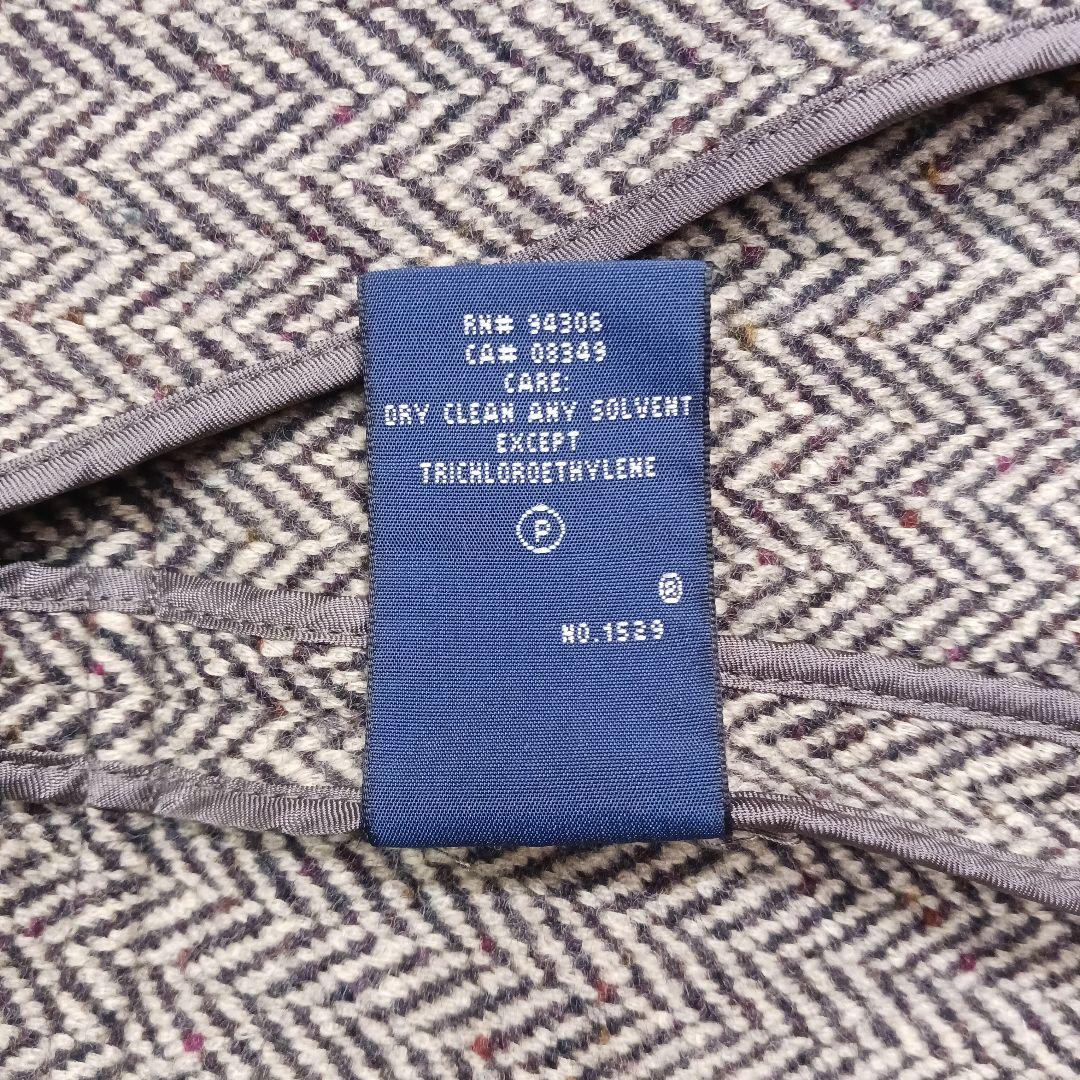 RN# 94306
CA# 08349
CARE:
DRY CLEAN ANY SOLVENT
EXCEPT
TRICHLOROETHYLENE
P
®
NO.1529